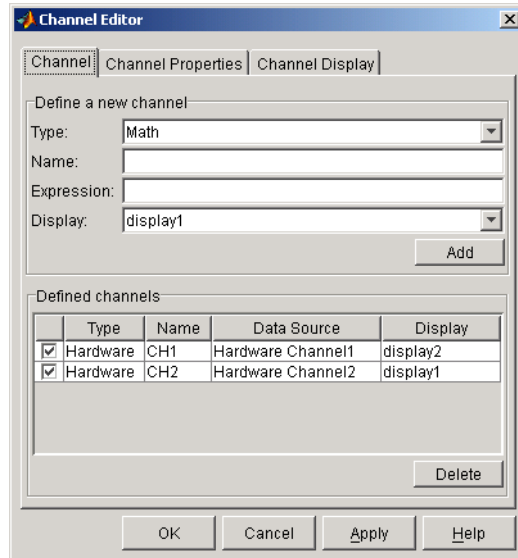 Channel Editor
Channel Channel Properties Channel Display
Define a new channel
Type: Math
Name:
Expression:
Display: display1
Add
Defined channels
Type Name Data Source Display
Hardware CH1 Hardware Channel1 display2
Hardware CH2 Hardware Channel2 display1
Delete
OK Cancel Apply Help